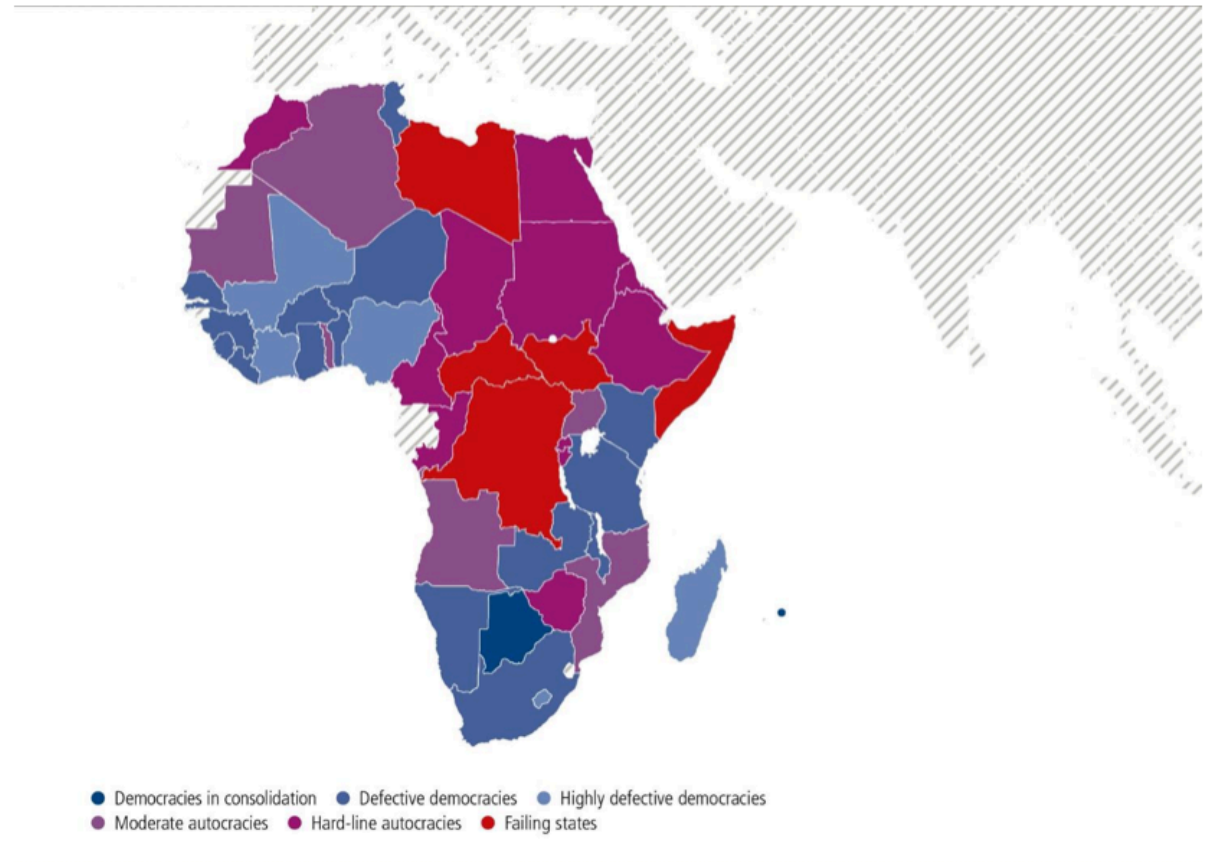 Democracies in consolidation Defective democracies Highly defective democracies
Moderate autocracies Hard-line autocracies Failing states